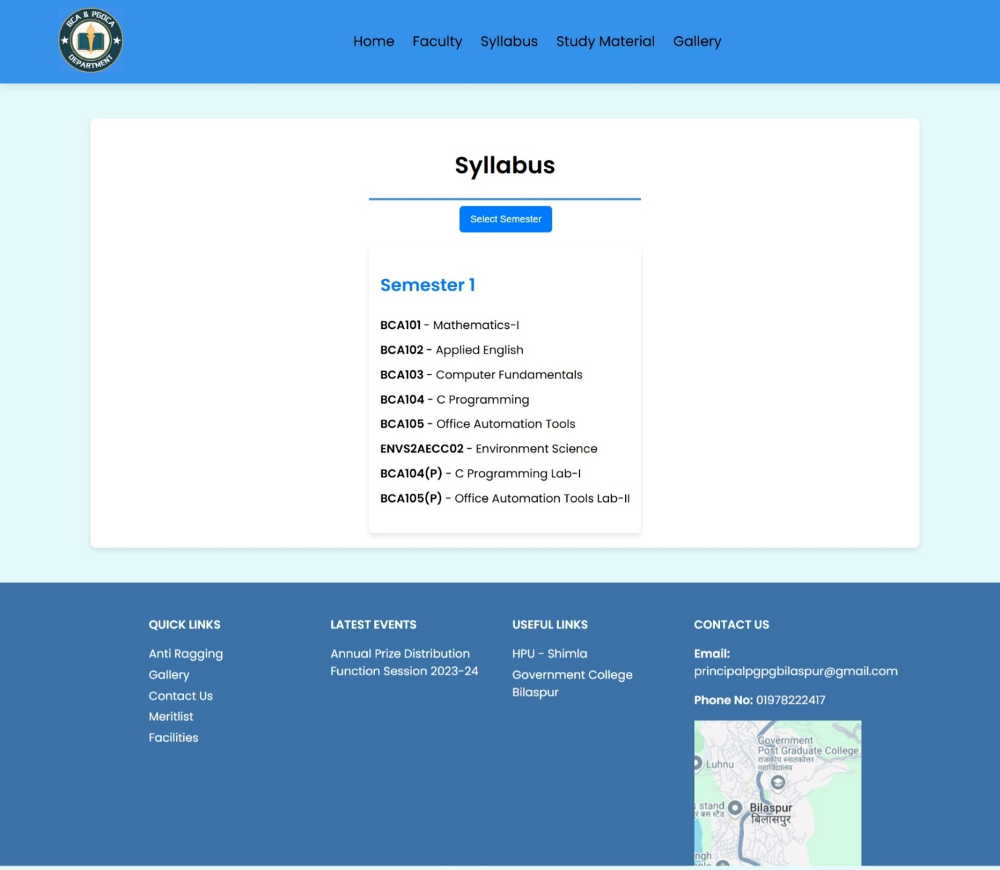 BCA & PGDCA
DEPARTMENT
Home Faculty Syllabus Study Material Gallery
Syllabus
Select Semester
Semester 1
BCA101 - Mathematics-I
BCA102 - Applied English
BCA103 - Computer Fundamentals
BCA104 - C Programming
BCA105 - Office Automation Tools
ENVS2AECC02 - Environment Science
BCA104(P) - C Programming Lab-I
BCA105(P) - Office Automation Tools Lab-II
QUICK LINKS
Anti Ragging
Gallery
Contact Us
Meritlist
Facilities
LATEST EVENTS
Annual Prize Distribution
Function Session 2023-24
USEFUL LINKS
HPU - Shimla
Government College
Bilaspur
CONTACT US
Email:
principalpgpgbilaspur@gmail.com
Phone No: 01978222417
Government
Post Graduate College,
राजकीय स्नातकोत्तर
महाविद्यालय
Luhnu
stand
बस स्टैंड
Bilaspur
बिलासपुर
ngh